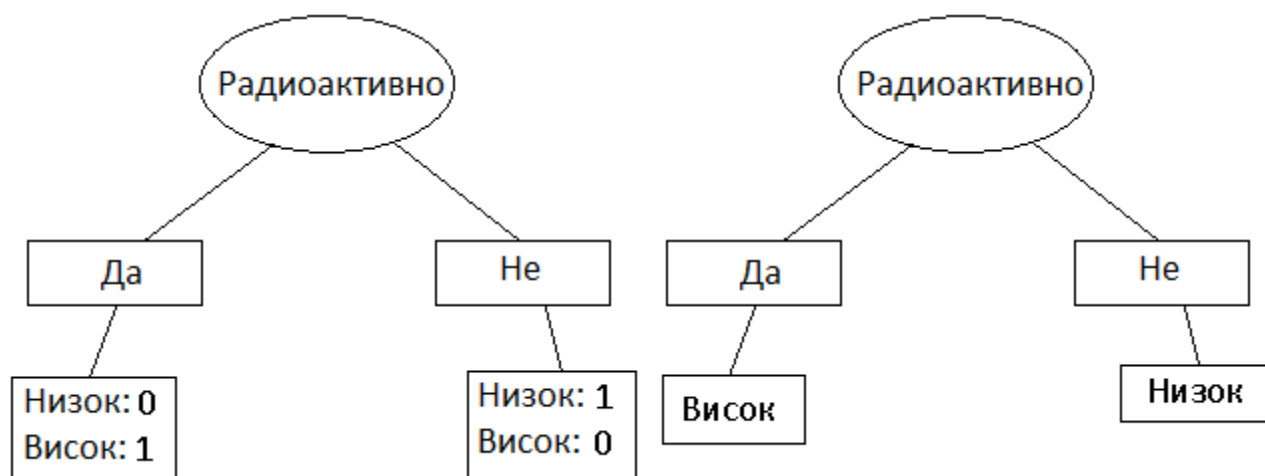 Радиоактивно
Да
Не
Низок: 0
Висок: 1
Низок: 1
Висок: 0
Радиоактивно
Да
Не
Висок
Низок